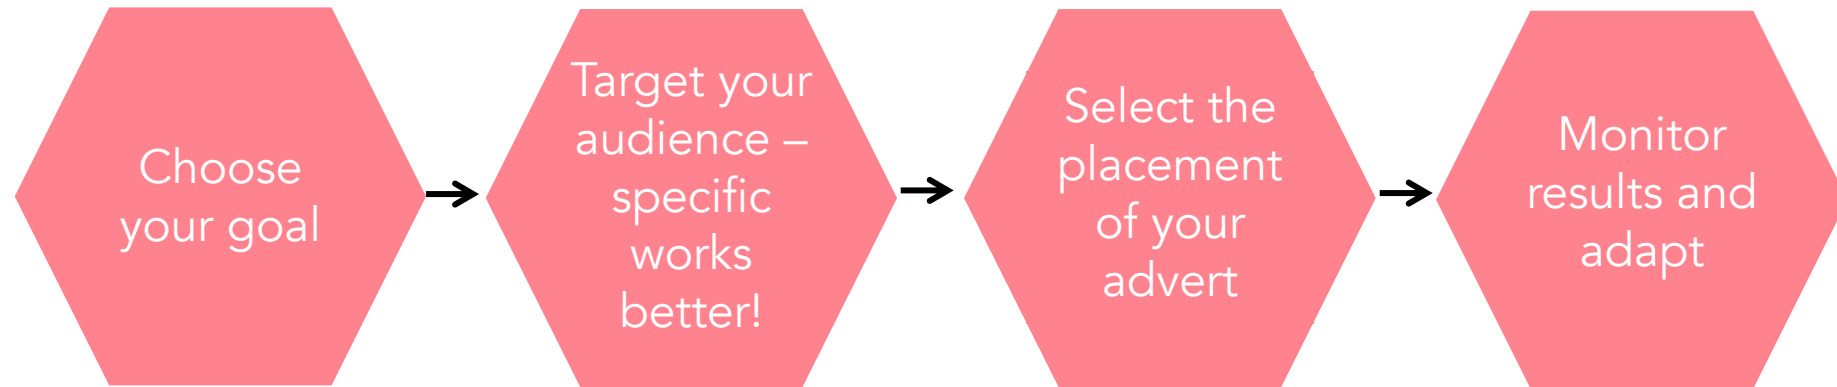 Choose
your goal
Target your
audience –
specific
works
better!
Select the
placement
of your
advert
Monitor
results and
adapt